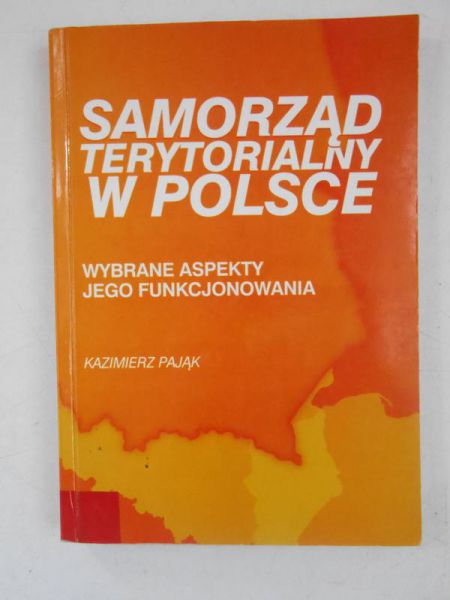 SAMORZĄD
TERYTORIALNY
W POLSCE
WYBRANE ASPEKTY
JEGO FUNKCJONOWANIA
KAZIMIERZ PAJĄK